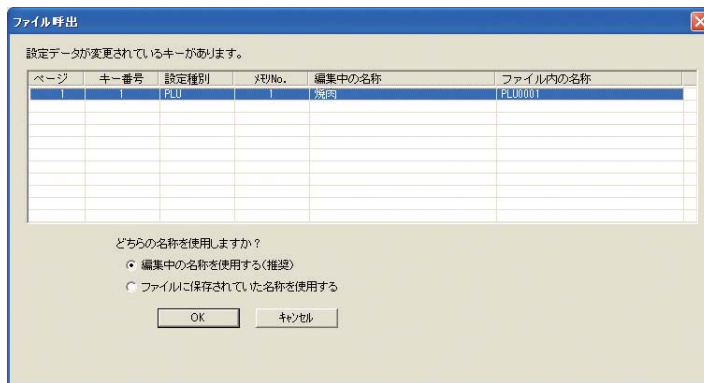 ファイル呼出
設定データが変更されているキーがあります。
ページ キー番号 設定種別 ﾒﾓﾘNo. 編集中の名称 ファイル内の名称
1 1 PLU 1 焼肉 PLU0001
どちらの名称を使用しますか?
編集中の名称を使用する(推奨)
ファイルに保存されていた名称を使用する
OK ｷｬﾝｾﾙ